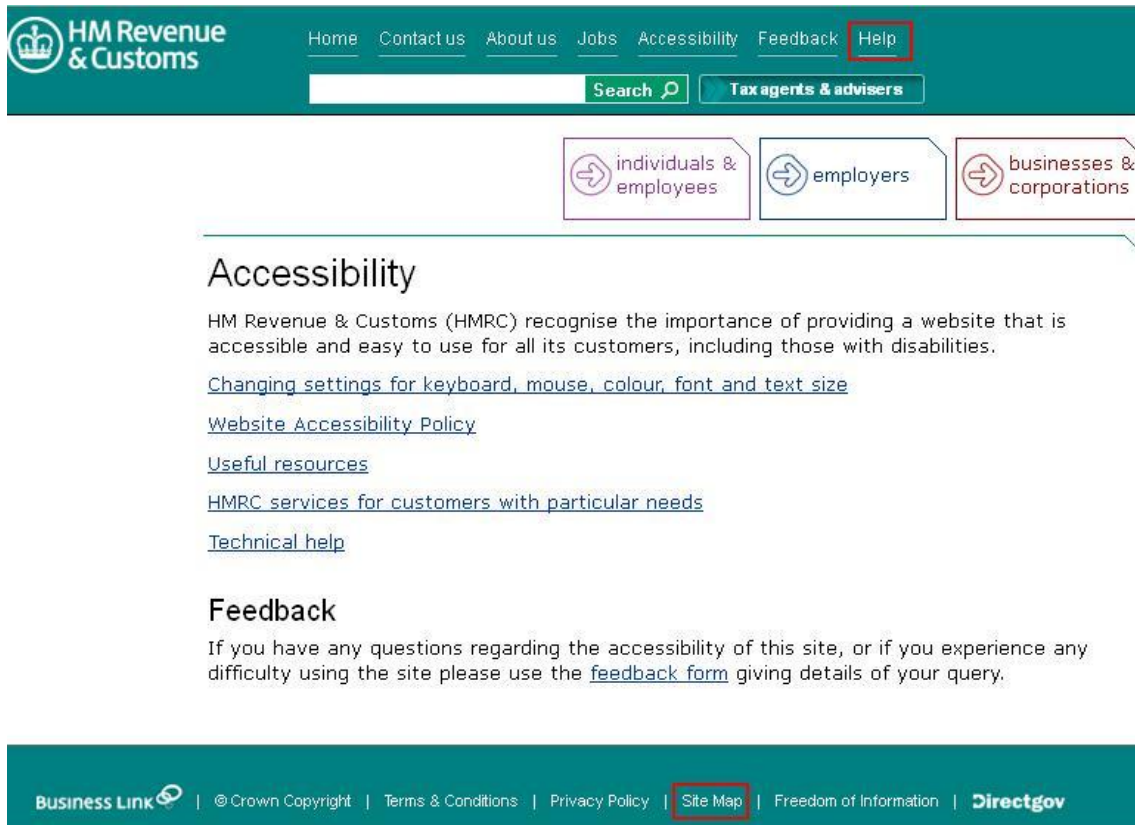 HM Revenue
& Customs
Home Contact us About us Jobs Accessibility Feedback Help
Search Tax agents & advisers
individuals &
employees
employers
businesses &
corporations
Accessibility
HM Revenue & Customs (HMRC) recognise the importance of providing a website that is
accessible and easy to use for all its customers, including those with disabilities.
Changing settings for keyboard, mouse, colour, font and text size
Website Accessibility Policy
Useful resources
HMRC services for customers with particular needs
Technical help
Feedback
If you have any questions regarding the accessibility of this site, or if you experience any
difficulty using the site please use the feedback form giving details of your query.
Business Link | © Crown Copyright | Terms & Conditions | Privacy Policy | Site Map | Freedom of Information | Directgov